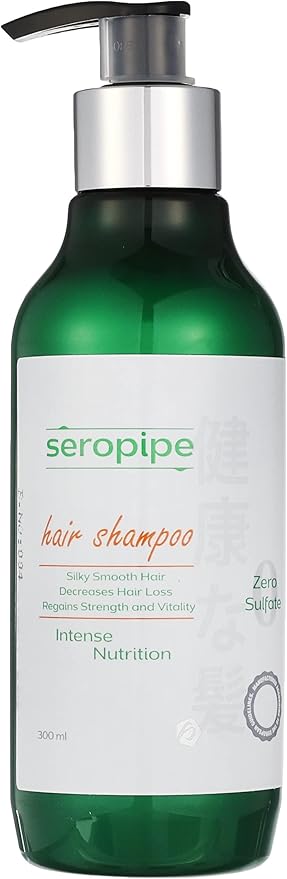 seropipe
hair shampoo
Silky Smooth Hair
Decreases Hair Loss
Regains Strength and Vitality
Intense
Nutrition
300 ml
健康な髪
0
Zero
Sulfate